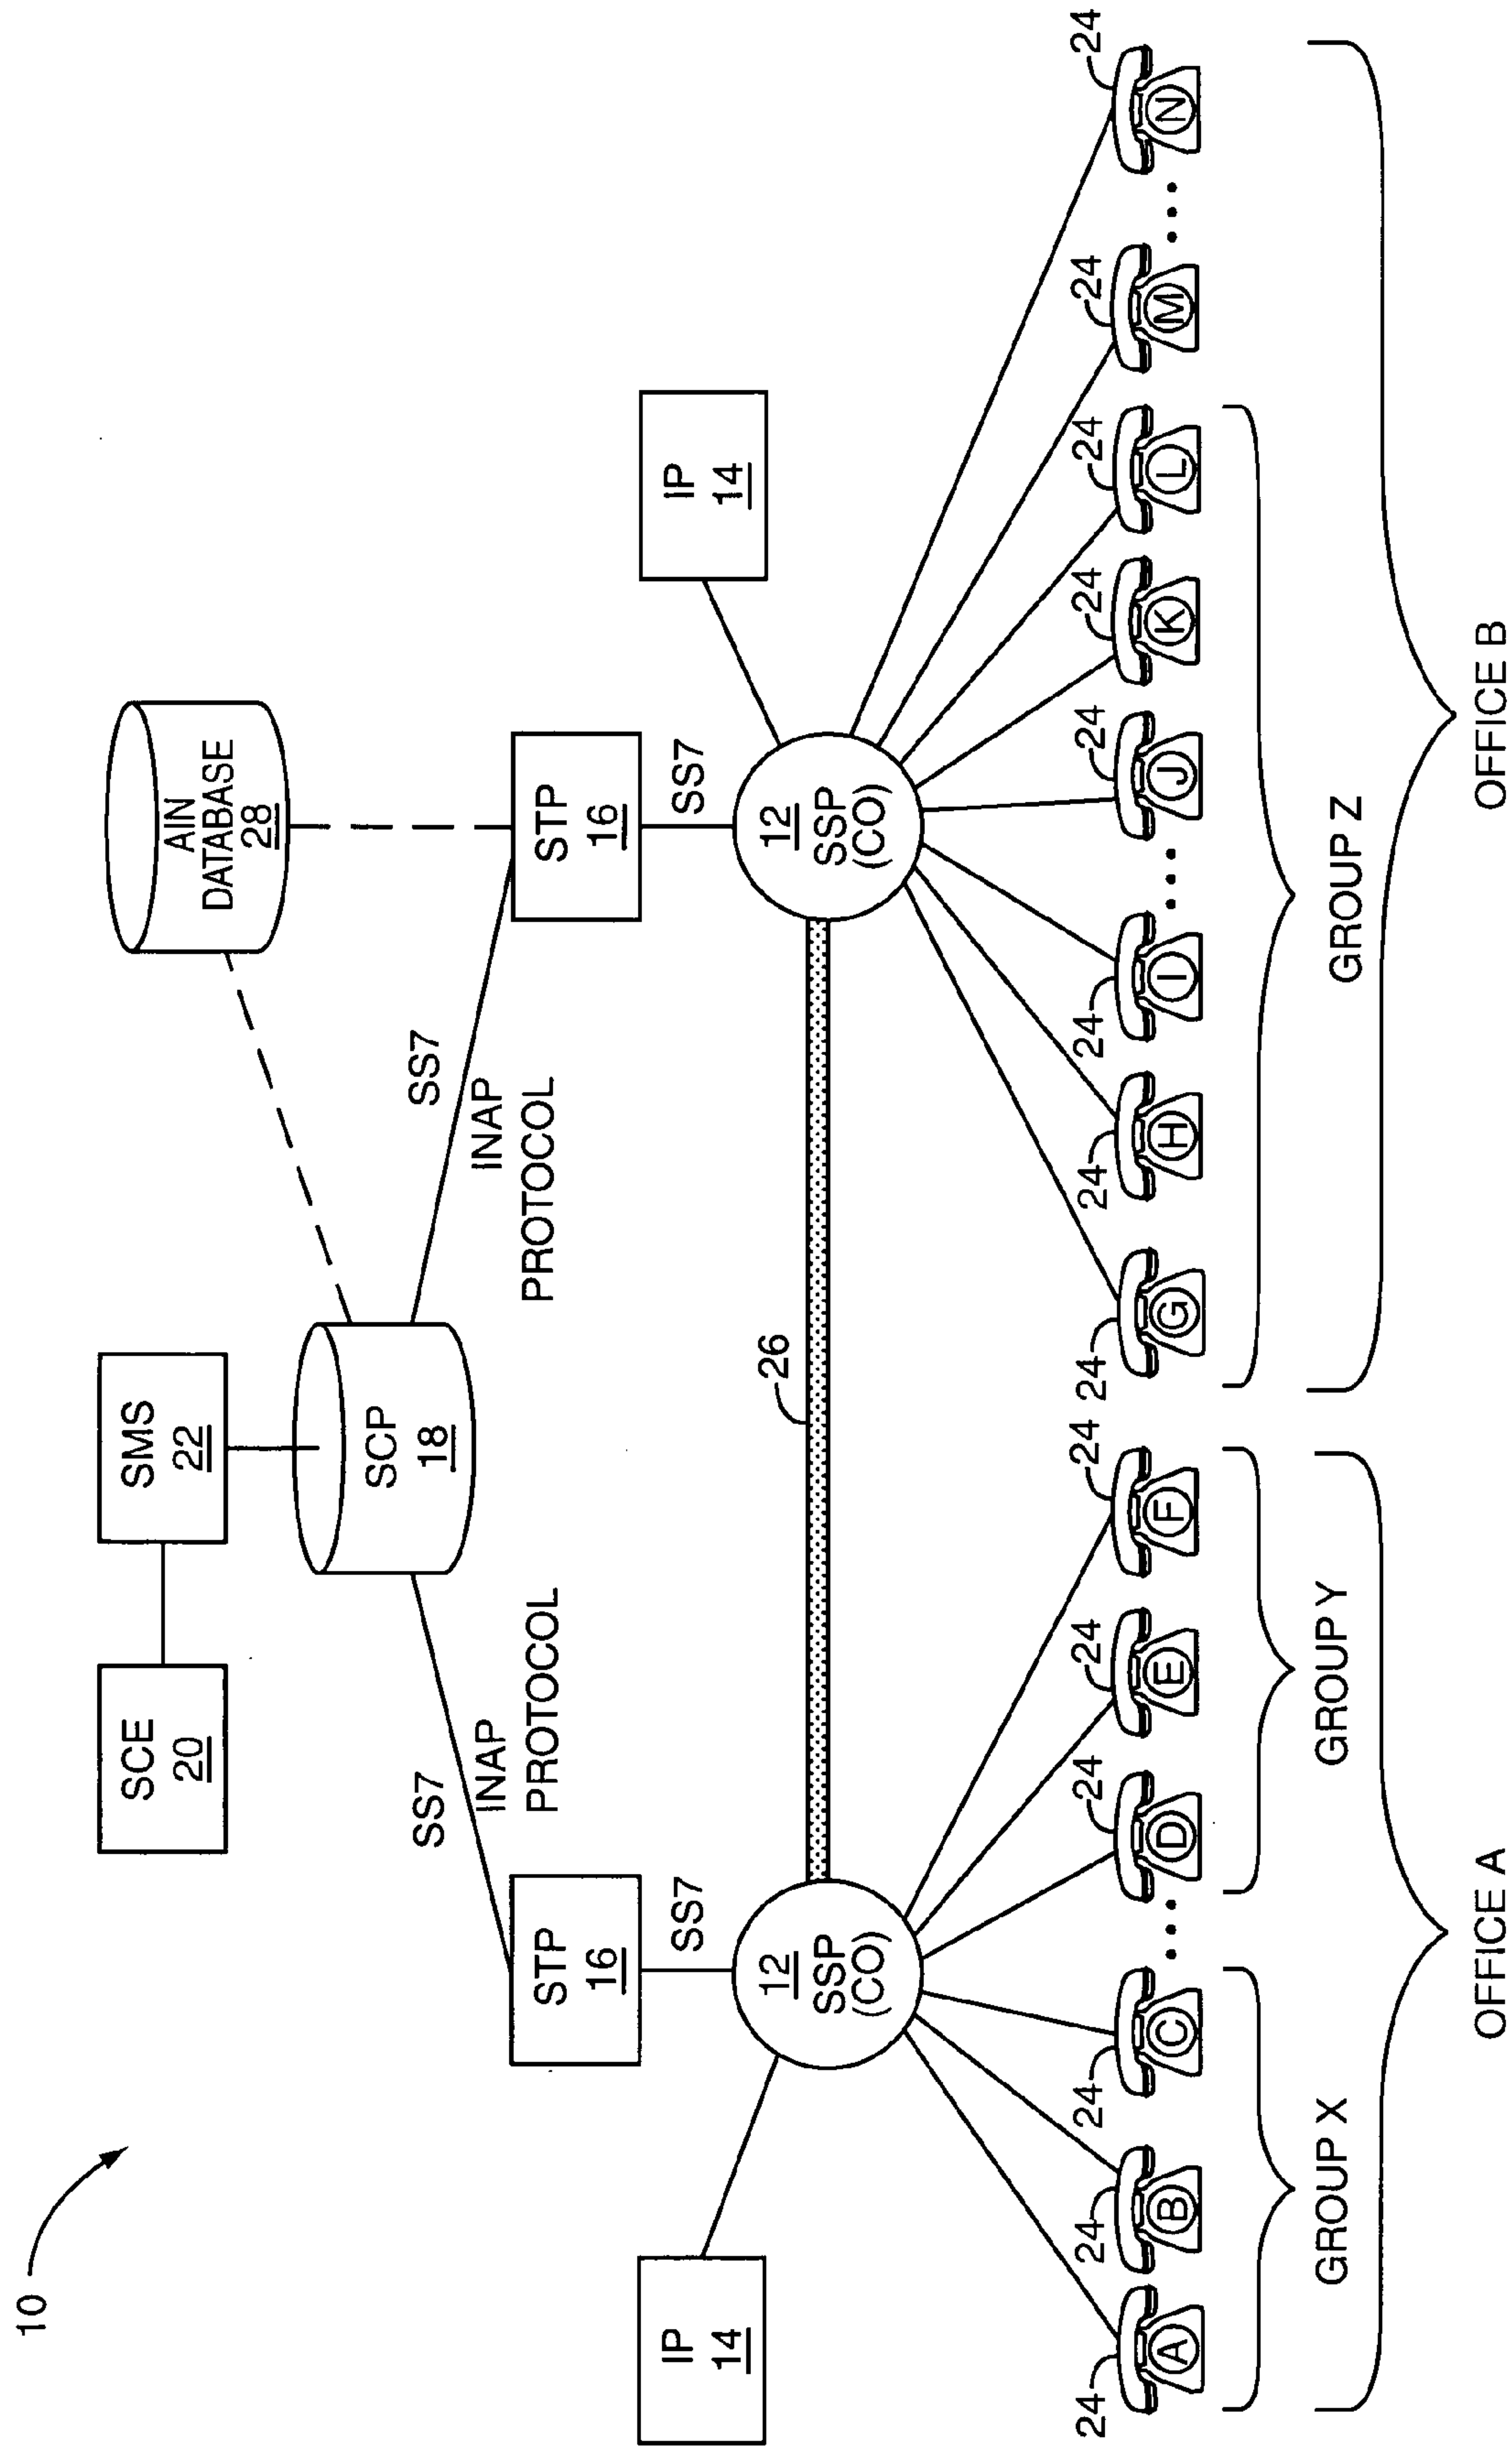 10
SCE
20
SMS
22
AIN
DATABASE
28
SCP
18
SS7
INAP
PROTOCOL
SS7
INAP
PROTOCOL
STP
16
STP
16
SS7
SS7
IP
14
IP
14
12
SSP
(CO)
26
12
SSP
(CO)
24
24
24
24
24
24
24
24
24
24
24
24
24
24
A
B
C
D
E
F
G
H
I
J
K
L
M
N
GROUP X
GROUP Y
GROUP Z
OFFICE A
OFFICE B